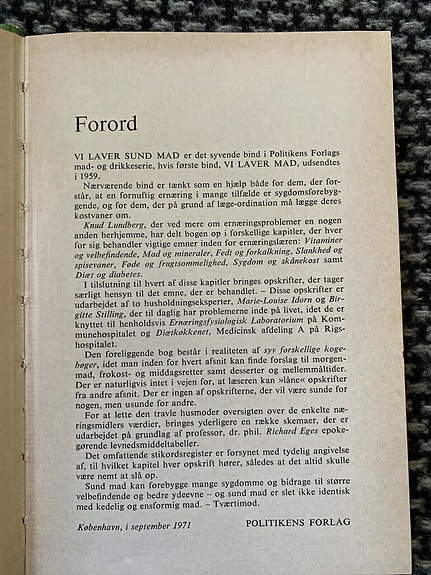 Forord
VI LAVER SUND MAD er det syvende bind i Politikens Forlags
mad- og drikkeserie, hvis første bind, VI LAVER MAD, udsendtes
i 1959.
Nærværende bind er tænkt som en hjælp både for dem, der for-
står, at en fornuftig ernæring i mange tilfælde er sygdomsforebyg-
gende, og for dem, der på grund af læge-ordination må lægge deres
kostvaner om.
Knud Lundberg, der ved mere om ernæringsproblemer en nogen
anden herhjemme, har delt bogen op i forskellige kapitler, der hver
for sig behandler vigtige emner inden for ernæringslæren: Vitaminer
og velbefindende, Mad og mineraler, Fedt og forkalkning, Slankhed og
spisevaner, Føde og frugtsommelighed, Sygdom og skånekost samt
Diæt og diabetes.
I tilslutning til hvert af disse kapitler bringes opskrifter, der tager
særligt hensyn til det emne, der er behandlet. – Disse opskrifter er
udarbejdet af to husholdningseksperter, Marie-Louise Idorn og Bir-
gitte Stilling, der til daglig har problemerne inde på livet, idet de er
knyttet til henholdsvis Ernæringsfysiologisk Laboratorium på Kom-
munehospitalet og Diætkøkkenet, Medicinsk afdeling A på Rigs-
hospitalet.
Den foreliggende bog består i realiteten af syv forskellige koge-
bøger, idet man inden for hvert afsnit kan finde forslag til morgen-
mad, frokost- og middagsretter samt desserter og mellemmåltider.
Der er naturligvis intet i vejen for, at læseren kan »låne« opskrifter
fra andre afsnit. Der er ingen af opskrifterne, der vil være sunde for
nogen, men usunde for andre.
For at lette den travle husmoder oversigten over de enkelte næ-
ringsmidlers værdier, bringes yderligere en række skemaer, der er
udarbejdet på grundlag af professor, dr. phil. Richard Eges epoke-
gørende levnedsmiddeltabeller.
Det omfattende stikordsregister er forsynet med tydelig angivelse
af, til hvilket kapitel hver opskrift hører, således at det altid skulle
være nemt at slå op.
Sund mad kan forebygge mange sygdomme og bidrage til større
velbefindende og bedre ydeevne – og sund mad er slet ikke identisk
med kedelig og ensformig mad. – Tværtimod.
København, i september 1971 POLITIKENS FORLAG